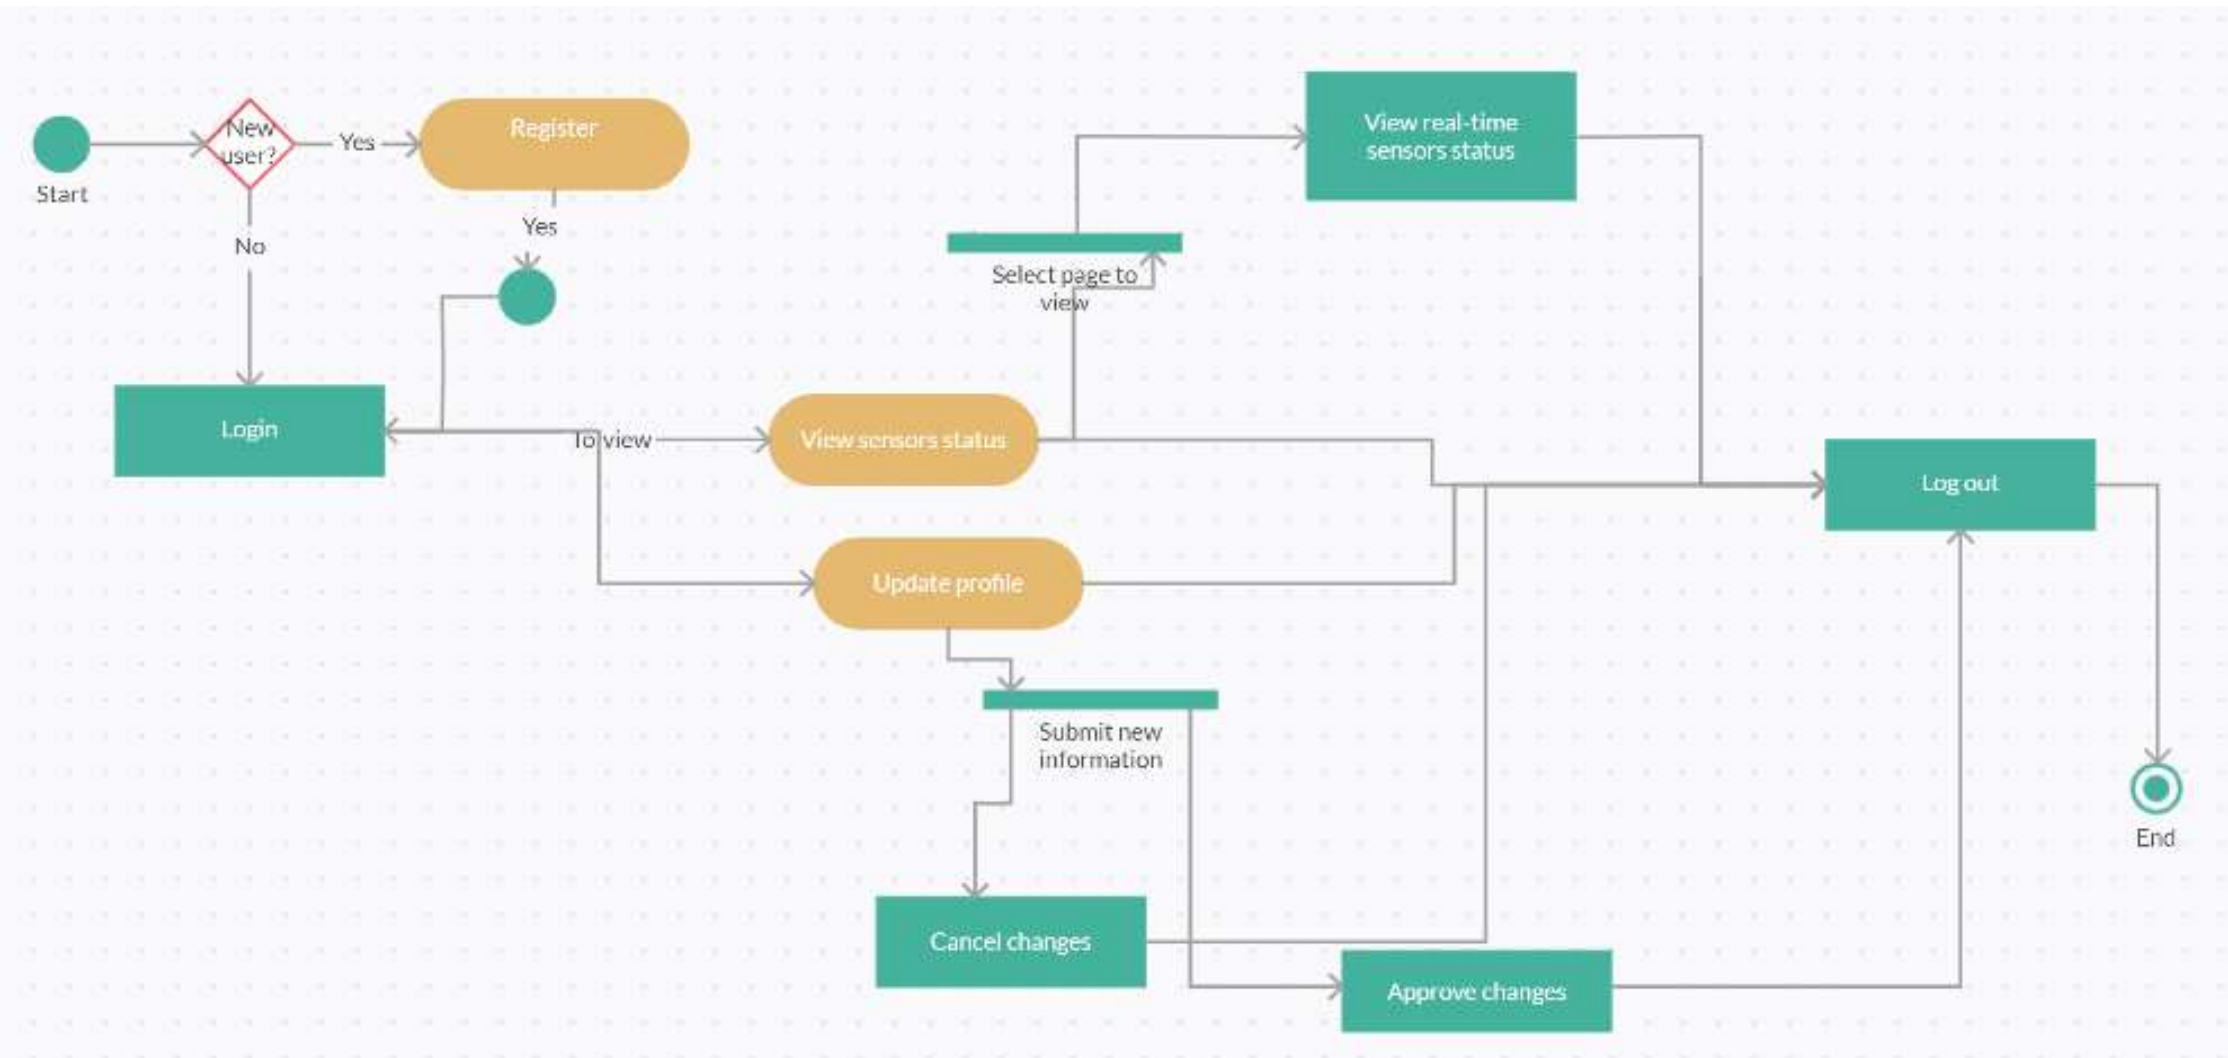 New
user?
Yes
Register
Start
No
Yes
Login
To view
View sensors status
Select page to
view
View real-time
sensors status
Update profile
Log out
Submit new
information
Cancel changes
Approve changes
End